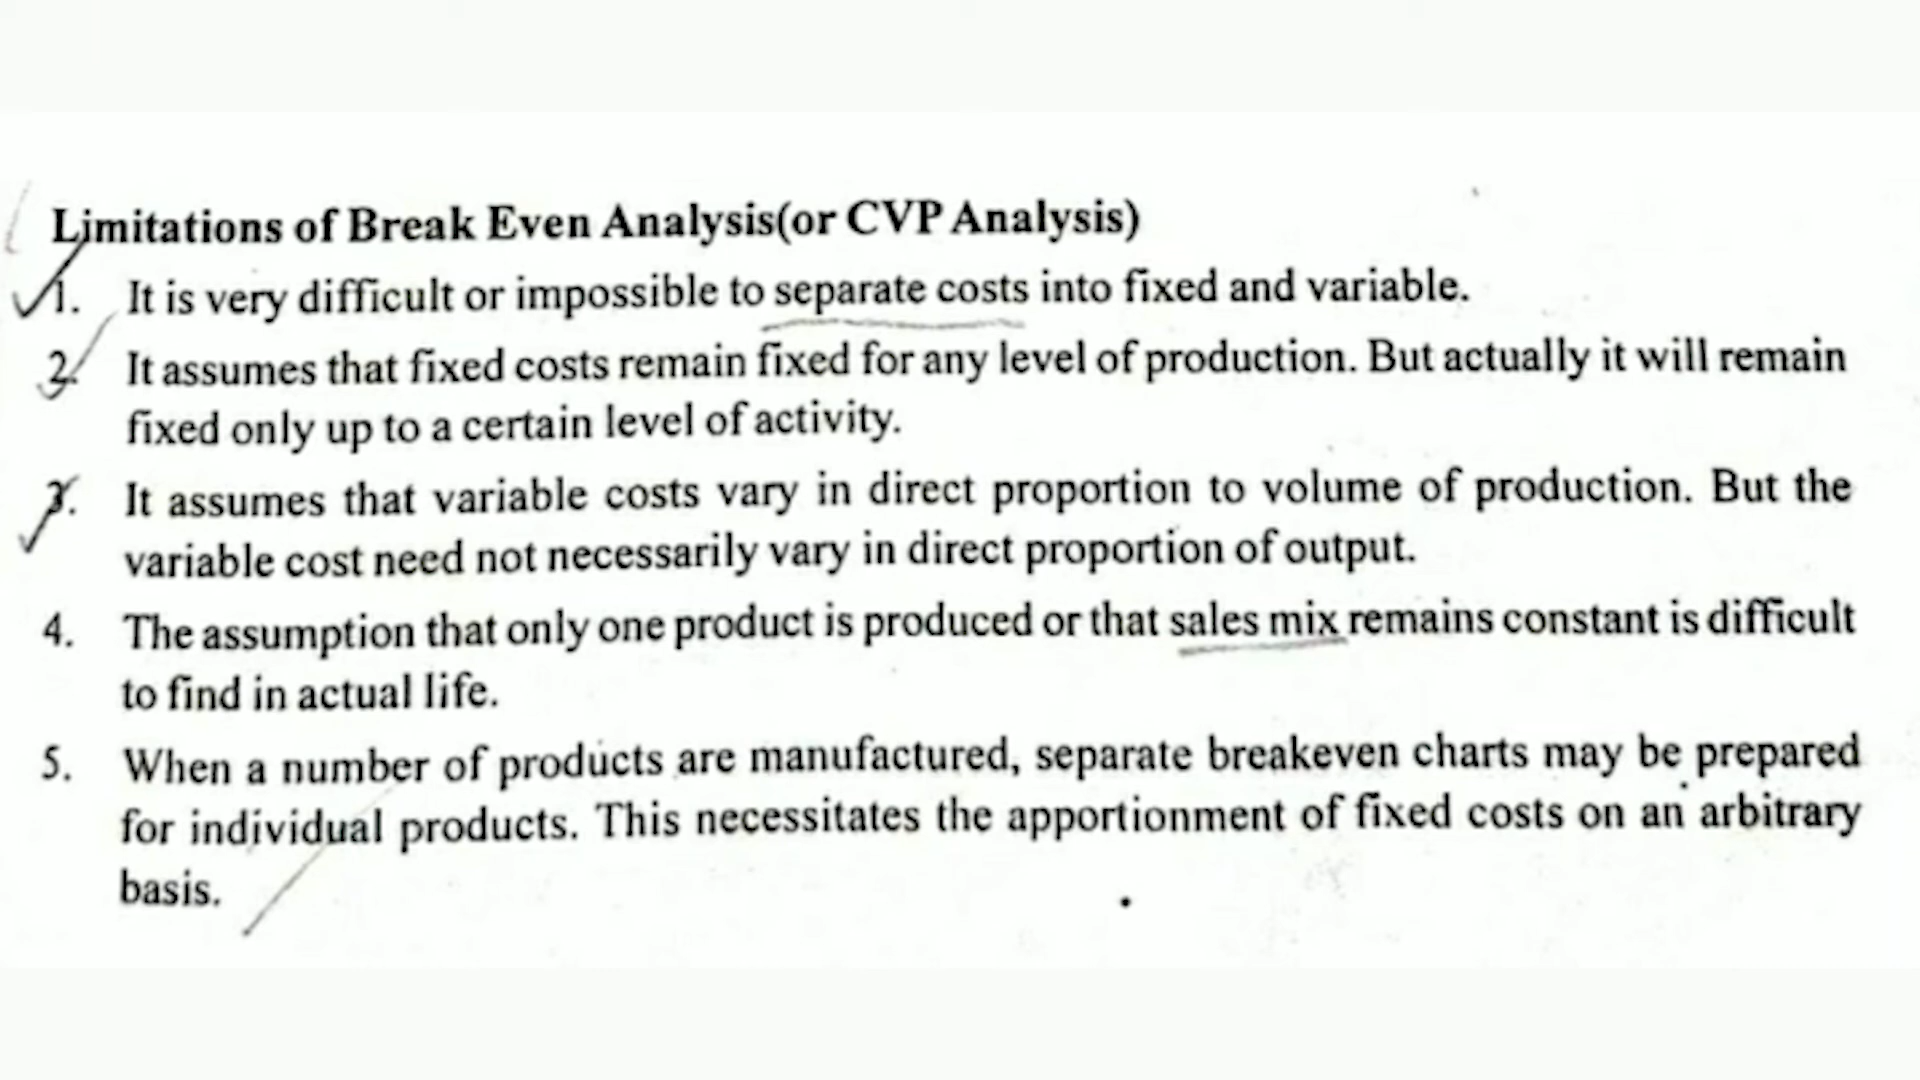 Limitations of Break Even Analysis(or CVP Analysis)
1. It is very difficult or impossible to separate costs into fixed and variable.
2. It assumes that fixed costs remain fixed for any level of production. But actually it will remain
fixed only up to a certain level of activity.
3. It assumes that variable costs vary in direct proportion to volume of production. But the
variable cost need not necessarily vary in direct proportion of output.
4. The assumption that only one product is produced or that sales mix remains constant is difficult
to find in actual life.
5. When a number of products are manufactured, separate breakeven charts may be prepared
for individual products. This necessitates the apportionment of fixed costs on an arbitrary
basis.